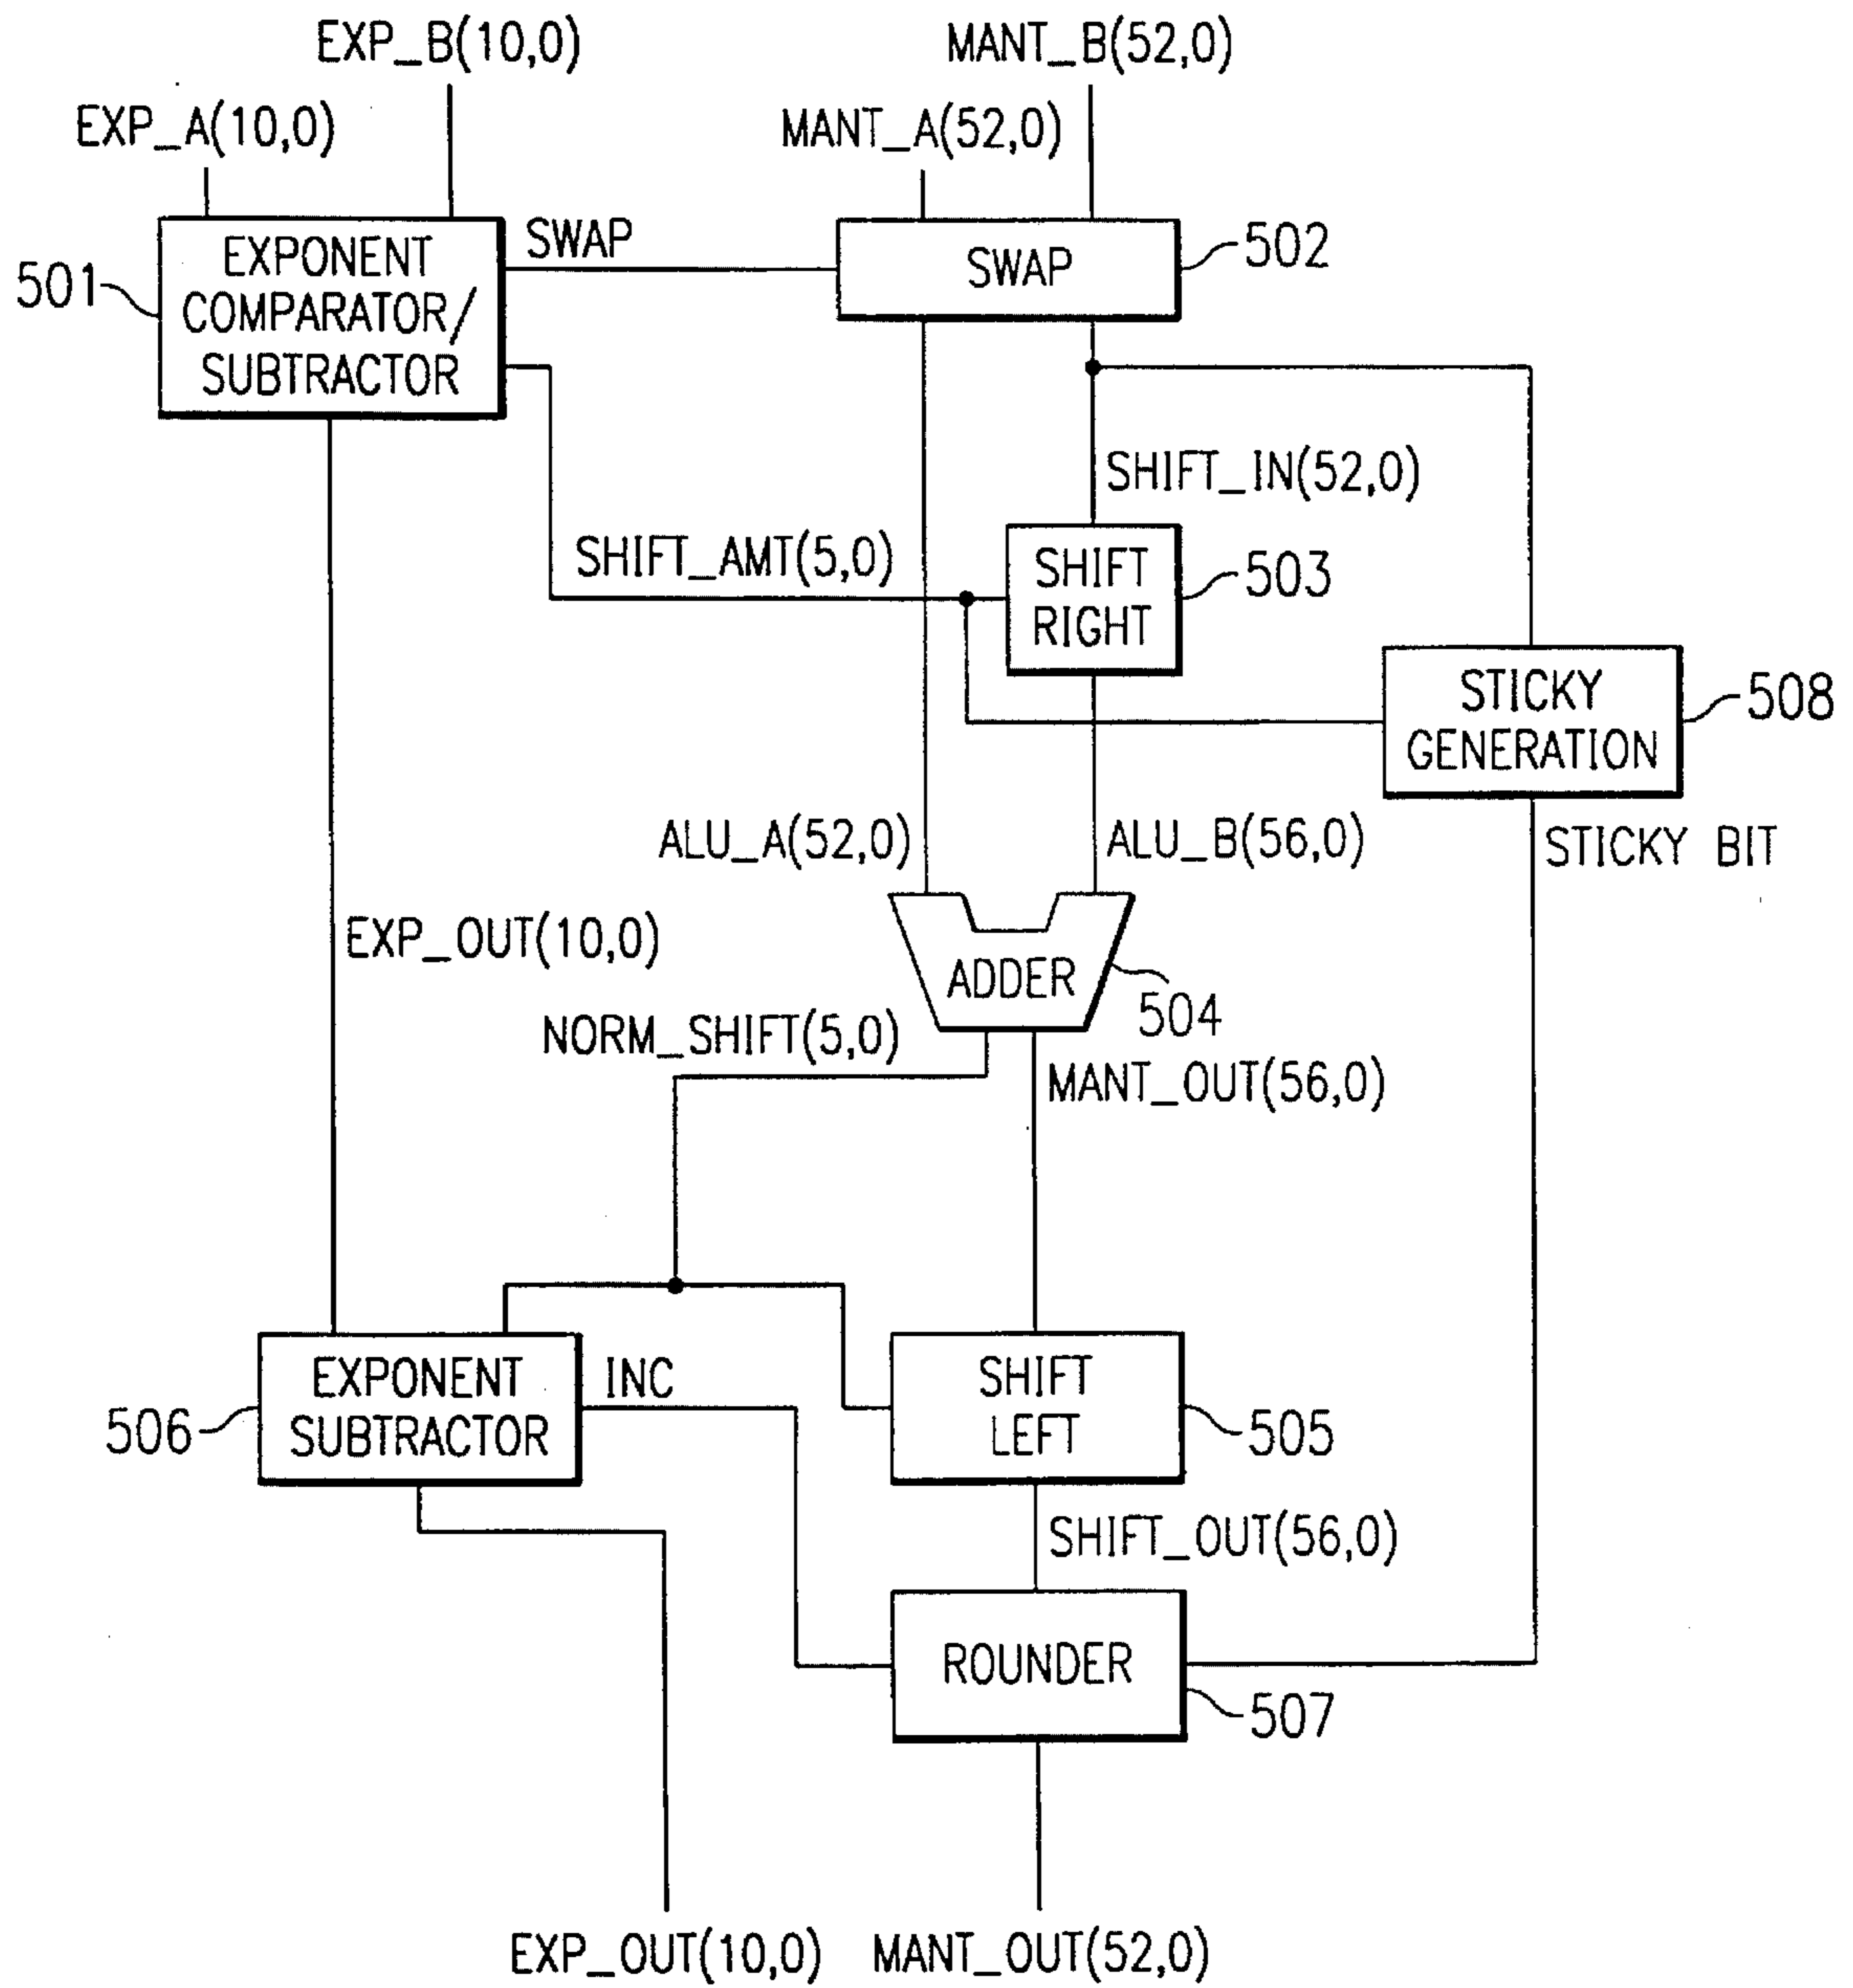 EXP_B(10,0)
MANT_B(52,0)
EXP_A(10,0)
MANT_A(52,0)
501
EXPONENT
COMPARATOR/
SUBTRACTOR
SWAP
SWAP
502
SHIFT_IN(52,0)
SHIFT_AMT(5,0)
SHIFT
RIGHT
503
STICKY
GENERATION
508
ALU_A(52,0)
ALU_B(56,0)
STICKY BIT
EXP_OUT(10,0)
ADDER
504
NORM_SHIFT(5,0)
MANT_OUT(56,0)
506
EXPONENT
SUBTRACTOR
INC
SHIFT
LEFT
505
SHIFT_OUT(56,0)
ROUNDER
507
EXP_OUT(10,0)
MANT_OUT(52,0)